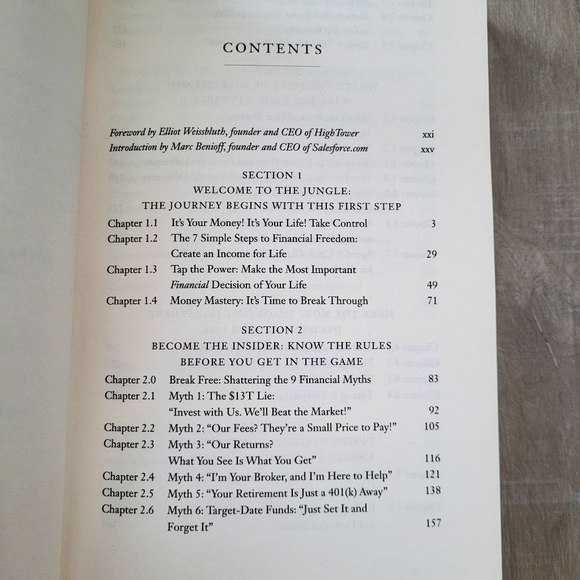 CONTENTS
Foreword by Elliot Weissbluth, founder and CEO of HighTower xxi
Introduction by Marc Benioff, founder and CEO of Salesforce.com xxv
SECTION 1
WELCOME TO THE JUNGLE:
THE JOURNEY BEGINS WITH THIS FIRST STEP
Chapter 1.1 It's Your Money! It's Your Life! Take Control 3
Chapter 1.2 The 7 Simple Steps to Financial Freedom:
Create an Income for Life 29
Chapter 1.3 Tap the Power: Make the Most Important
Financial Decision of Your Life 49
Chapter 1.4 Money Mastery: It's Time to Break Through 71
SECTION 2
BECOME THE INSIDER: KNOW THE RULES
BEFORE YOU GET IN THE GAME
Chapter 2.0 Break Free: Shattering the 9 Financial Myths 83
Chapter 2.1 Myth 1: The $13T Lie:
“Invest with Us. We'll Beat the Market!” 92
Chapter 2.2 Myth 2: “Our Fees? They're a Small Price to Pay!” 105
Chapter 2.3 Myth 3: “Our Returns?
What You See Is What You Get” 116
Chapter 2.4 Myth 4: “I'm Your Broker, and I'm Here to Help” 121
Chapter 2.5 Myth 5: “Your Retirement Is Just a 401(k) Away” 138
Chapter 2.6 Myth 6: Target-Date Funds: “Just Set It and
Forget It” 157